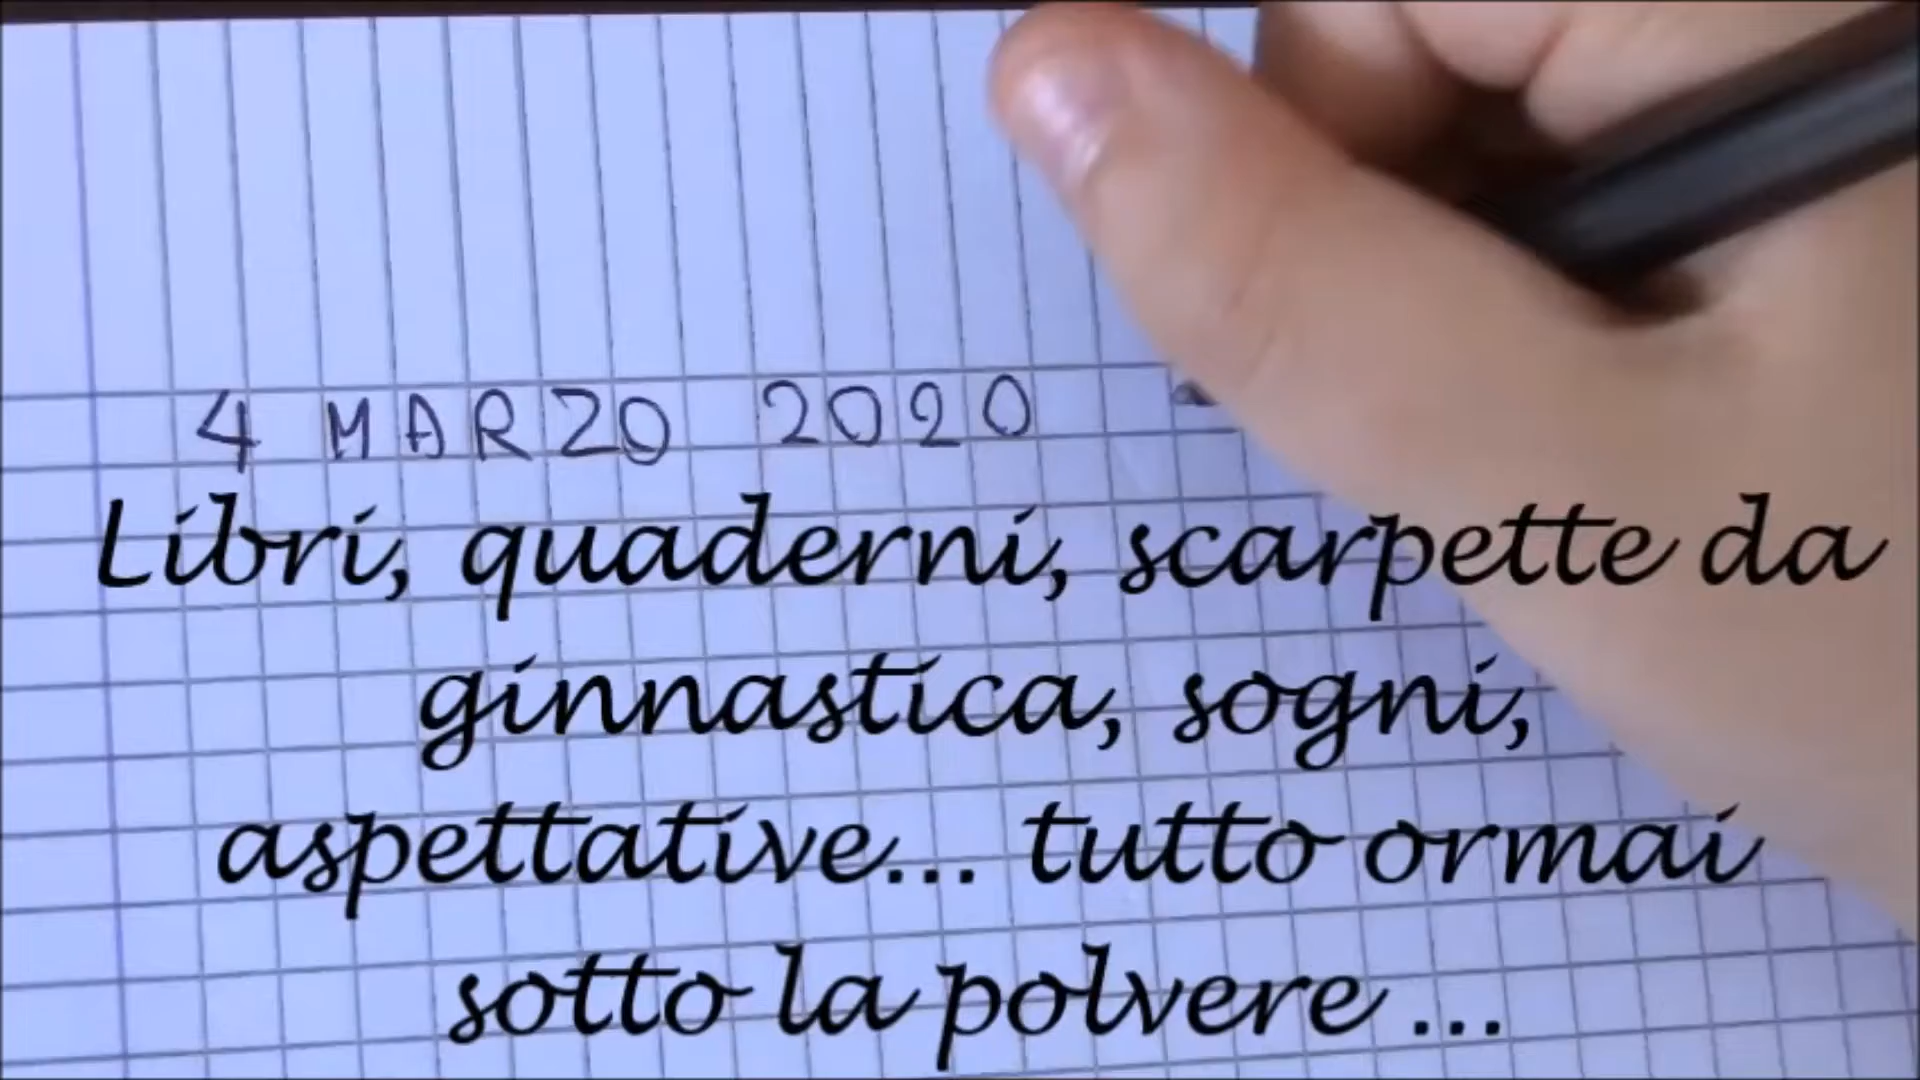 4 MARZO 2020
Libri, quaderni, scarpette da
ginnastica, sogni,
aspettative... tutto ormai
sotto la polvere ...